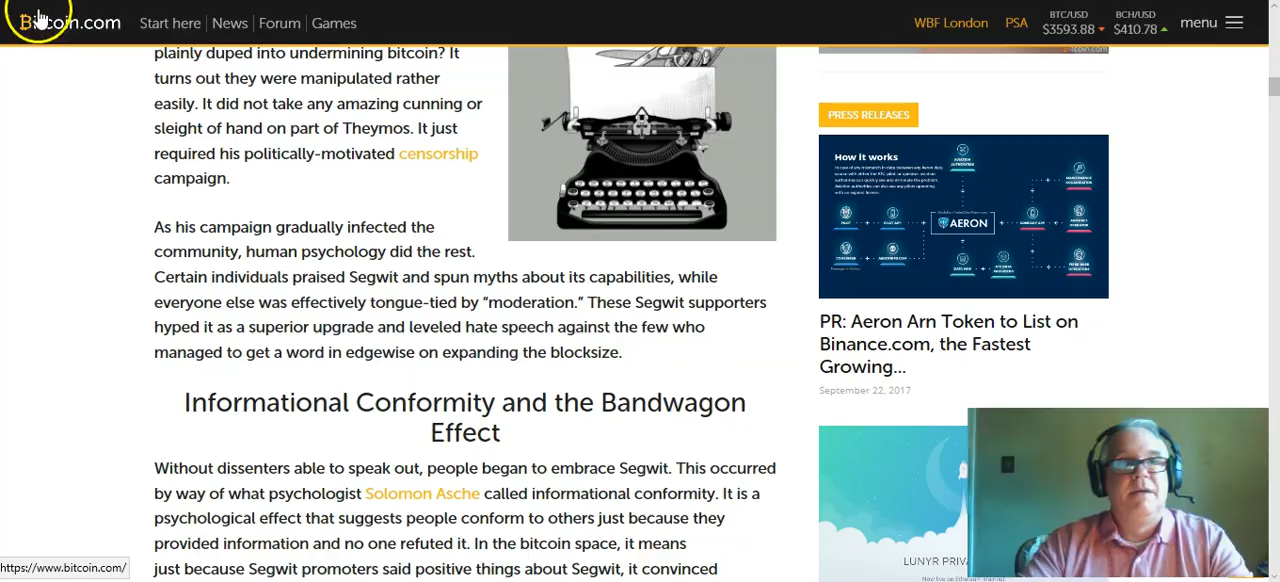 Bitcoin.com
Start here
News
Forum
Games
WBF London
PSA
BTC/USD
$3593.88
BCH/USD
$410.78
menu
plainly duped into undermining bitcoin? It
turns out they were manipulated rather
easily. It did not take any amazing cunning or
sleight of hand on part of Theymos. It just
required his politically-motivated censorship
campaign.
As his campaign gradually infected the
community, human psychology did the rest.
Certain individuals praised Segwit and spun myths about its capabilities, while
everyone else was effectively tongue-tied by “moderation.” These Segwit supporters
hyped it as a superior upgrade and leveled hate speech against the few who
managed to get a word in edgewise on expanding the blocksize.
Informational Conformity and the Bandwagon
Effect
Without dissenters able to speak out, people began to embrace Segwit. This occurred
by way of what psychologist Solomon Asche called informational conformity. It is a
psychological effect that suggests people conform to others just because they
provided information and no one refuted it. In the bitcoin space, it means
just because Segwit promoters said positive things about Segwit, it convinced
https://www.bitcoin.com/
Bitcoin.com
PRESS RELEASES
How it works
AERON
PR: Aeron Arn Token to List on
Binance.com, the Fastest
Growing...
September 22, 2017
LUNYR PRIV